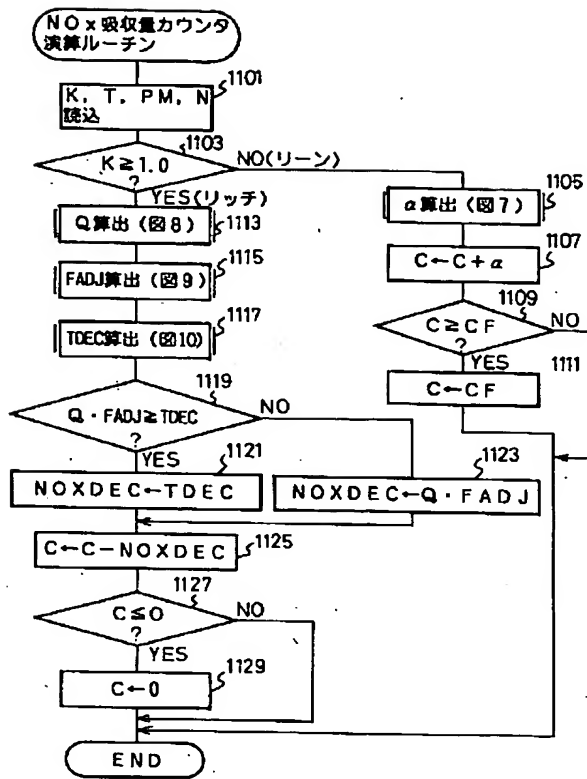 NOx吸収量カウンタ
演算ルーチン
1101
K, T, PM, N
読込
1103
K≧1.0
?
NO(リーン)
YES(リッチ)
1105
α算出(図7)
Q算出(図8)
1113
1107
C←C+α
1115
FADJ算出(図9)
1109
C≧CF
?
NO
YES
1117
TDEC算出(図10)
1111
C←CF
1119
Q・FADJ≧TDEC
?
NO
YES
1121
NOXDEC←TDEC
1123
NOXDEC←Q・FADJ
1125
C←C-NOXDEC
1127
C≦0
?
NO
YES
1129
C←0
END